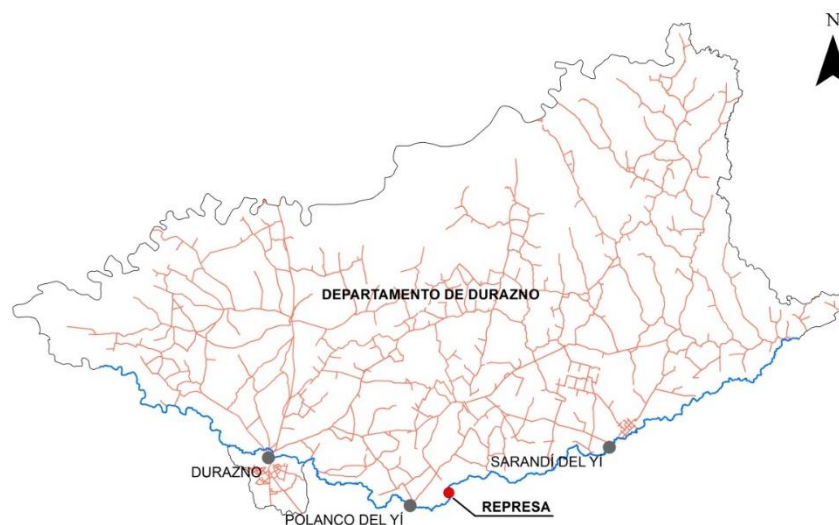 N
DEPARTAMENTO DE DURAZNO
SARANDÍ DEL YÍ
DURAZNO
REPRESA
POLANCO DEL YÍ